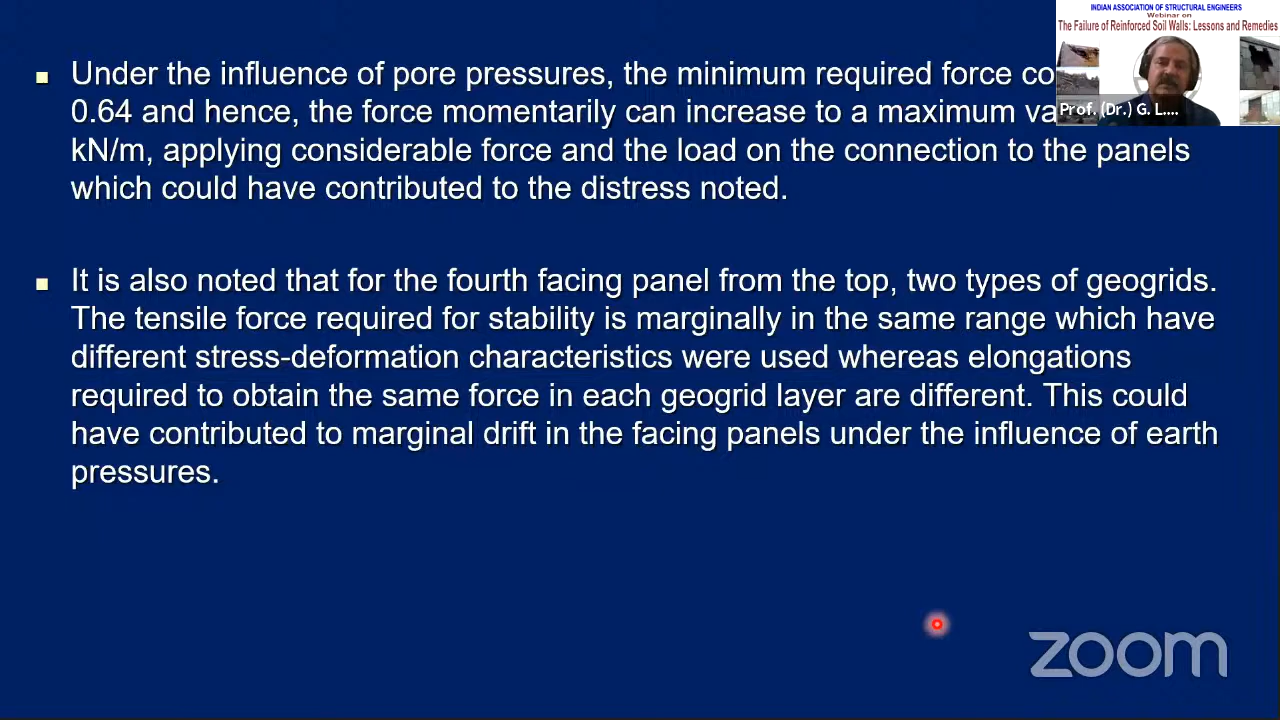 INDIAN ASSOCIATION OF STRUCTURAL ENGINEERS
Webinar on
The Failure of Reinforced Soil Walls: Lessons and Remedies
Prof. (Dr.) G. L....
Under the influence of pore pressures, the minimum required force
0.64 and hence, the force momentarily can increase to a maximum
kN/m, applying considerable force and the load on the connection to the panels
which could have contributed to the distress noted.
It is also noted that for the fourth facing panel from the top, two types of geogrids.
The tensile force required for stability is marginally in the same range which have
different stress-deformation characteristics were used whereas elongations
required to obtain the same force in each geogrid layer are different. This could
have contributed to marginal drift in the facing panels under the influence of earth
pressures.
zoom